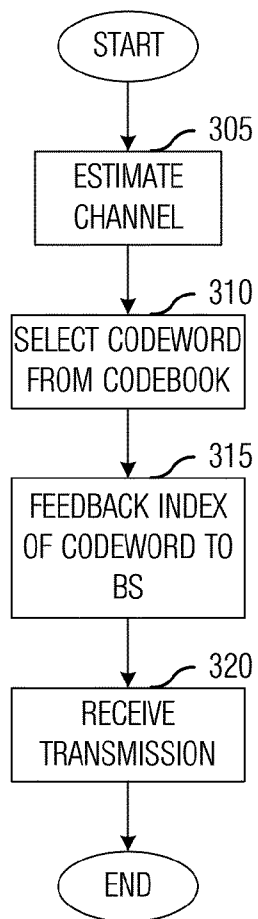 START
305
ESTIMATE
CHANNEL
310
SELECT CODEWORD
FROM CODEBOOK
315
FEEDBACK INDEX
OF CODEWORD TO
BS
320
RECEIVE
TRANSMISSION
END